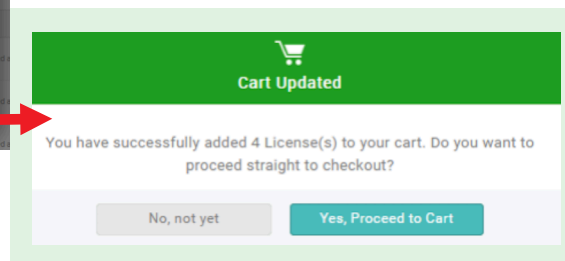 Cart Updated
You have successfully added 4 License(s) to your cart. Do you want to
proceed straight to checkout?
No, not yet
Yes, Proceed to Cart